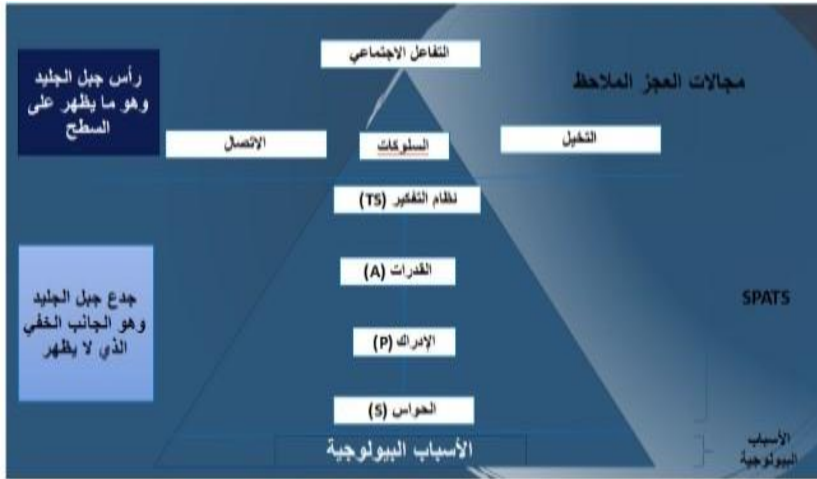 التفاعل الاجتماعي
مجالات العجز الملاحظ
رأس جبل الجليد
وهو ما يظهر على
السطح
التخيل
السلوكات
الاتصال
نظام التفكير (TS)
القدرات (A)
الإدراك (P)
الحواس (S)
SPATS
جدع جبل الجليد
وهو الجانب الخفي
الذي لا يظهر
الأسباب البيولوجية
الأسباب
البيولوجية